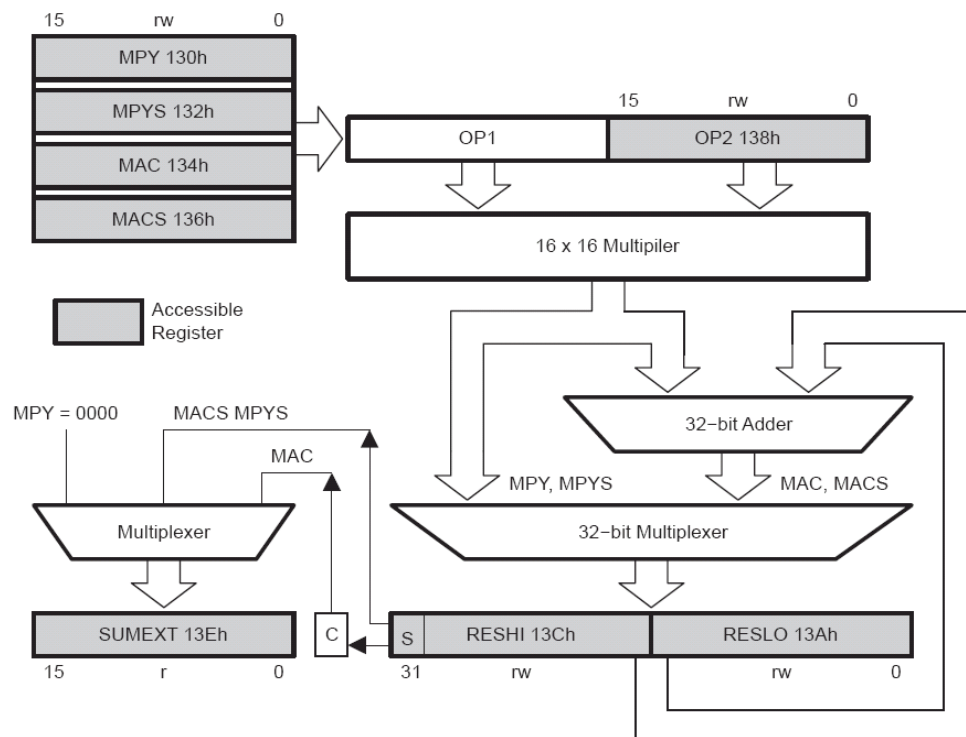 15 rw 0
MPY 130h
MPYS 132h
MAC 134h
MACS 136h
15 rw 0
OP1
OP2 138h
16 x 16 Multipiler
Accessible
Register
MPY = 0000
MACS MPYS
MAC
32−bit Adder
MPY, MPYS
MAC, MACS
Multiplexer
32−bit Multiplexer
SUMEXT 13Eh
C
S
RESHI 13Ch
RESLO 13Ah
15 r 0
31 rw
rw 0